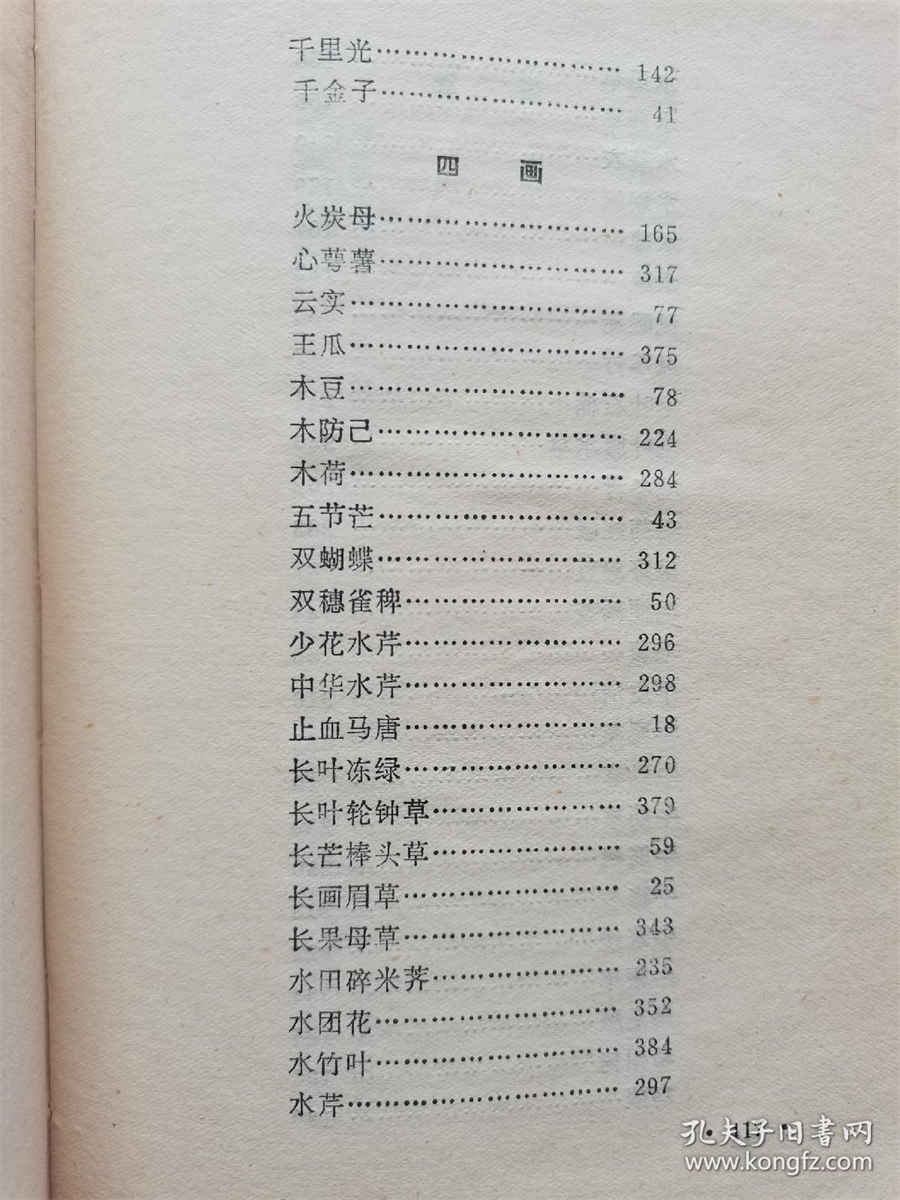 千里光…………………………142
千金子…………………………41
四 画
火炭母…………………………165
心萼薯…………………………317
云实……………………………77
王瓜……………………………375
木豆……………………………78
木防己…………………………224
木荷……………………………284
五节芒…………………………43
双蝴蝶…………………………312
双穗雀稗………………………50
少花水芹………………………296
中华水芹………………………298
止血马唐………………………18
长叶冻绿………………………270
长叶轮钟草……………………379
长芒棒头草……………………59
长画眉草………………………25
长果母草………………………343
水田碎米荠……………………235
水团花…………………………352
水竹叶…………………………384
水芹……………………………297
孔夫子旧书网
www.kongfz.com